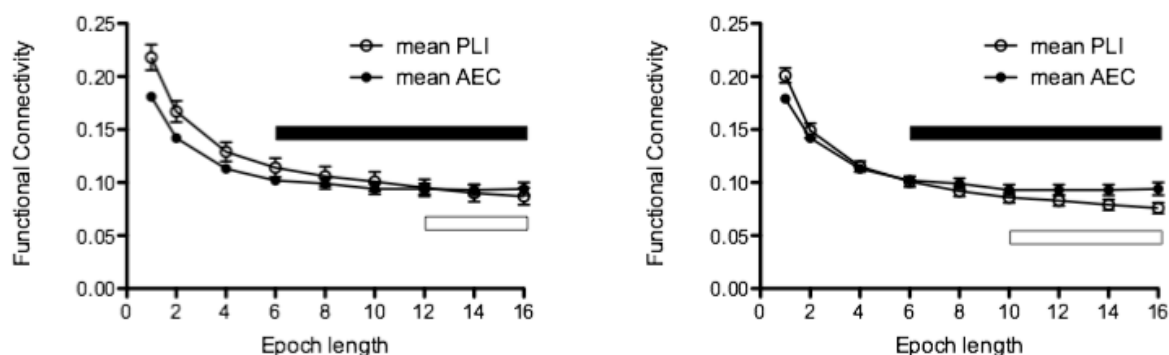 0.25
0.20
0.15
0.10
0.05
0.00
Functional Connectivity
mean PLI
mean AEC
0 2 4 6 8 10 12 14 16
Epoch length
0.25
0.20
0.15
0.10
0.05
0.00
Functional Connectivity
mean PLI
mean AEC
0 2 4 6 8 10 12 14 16
Epoch length